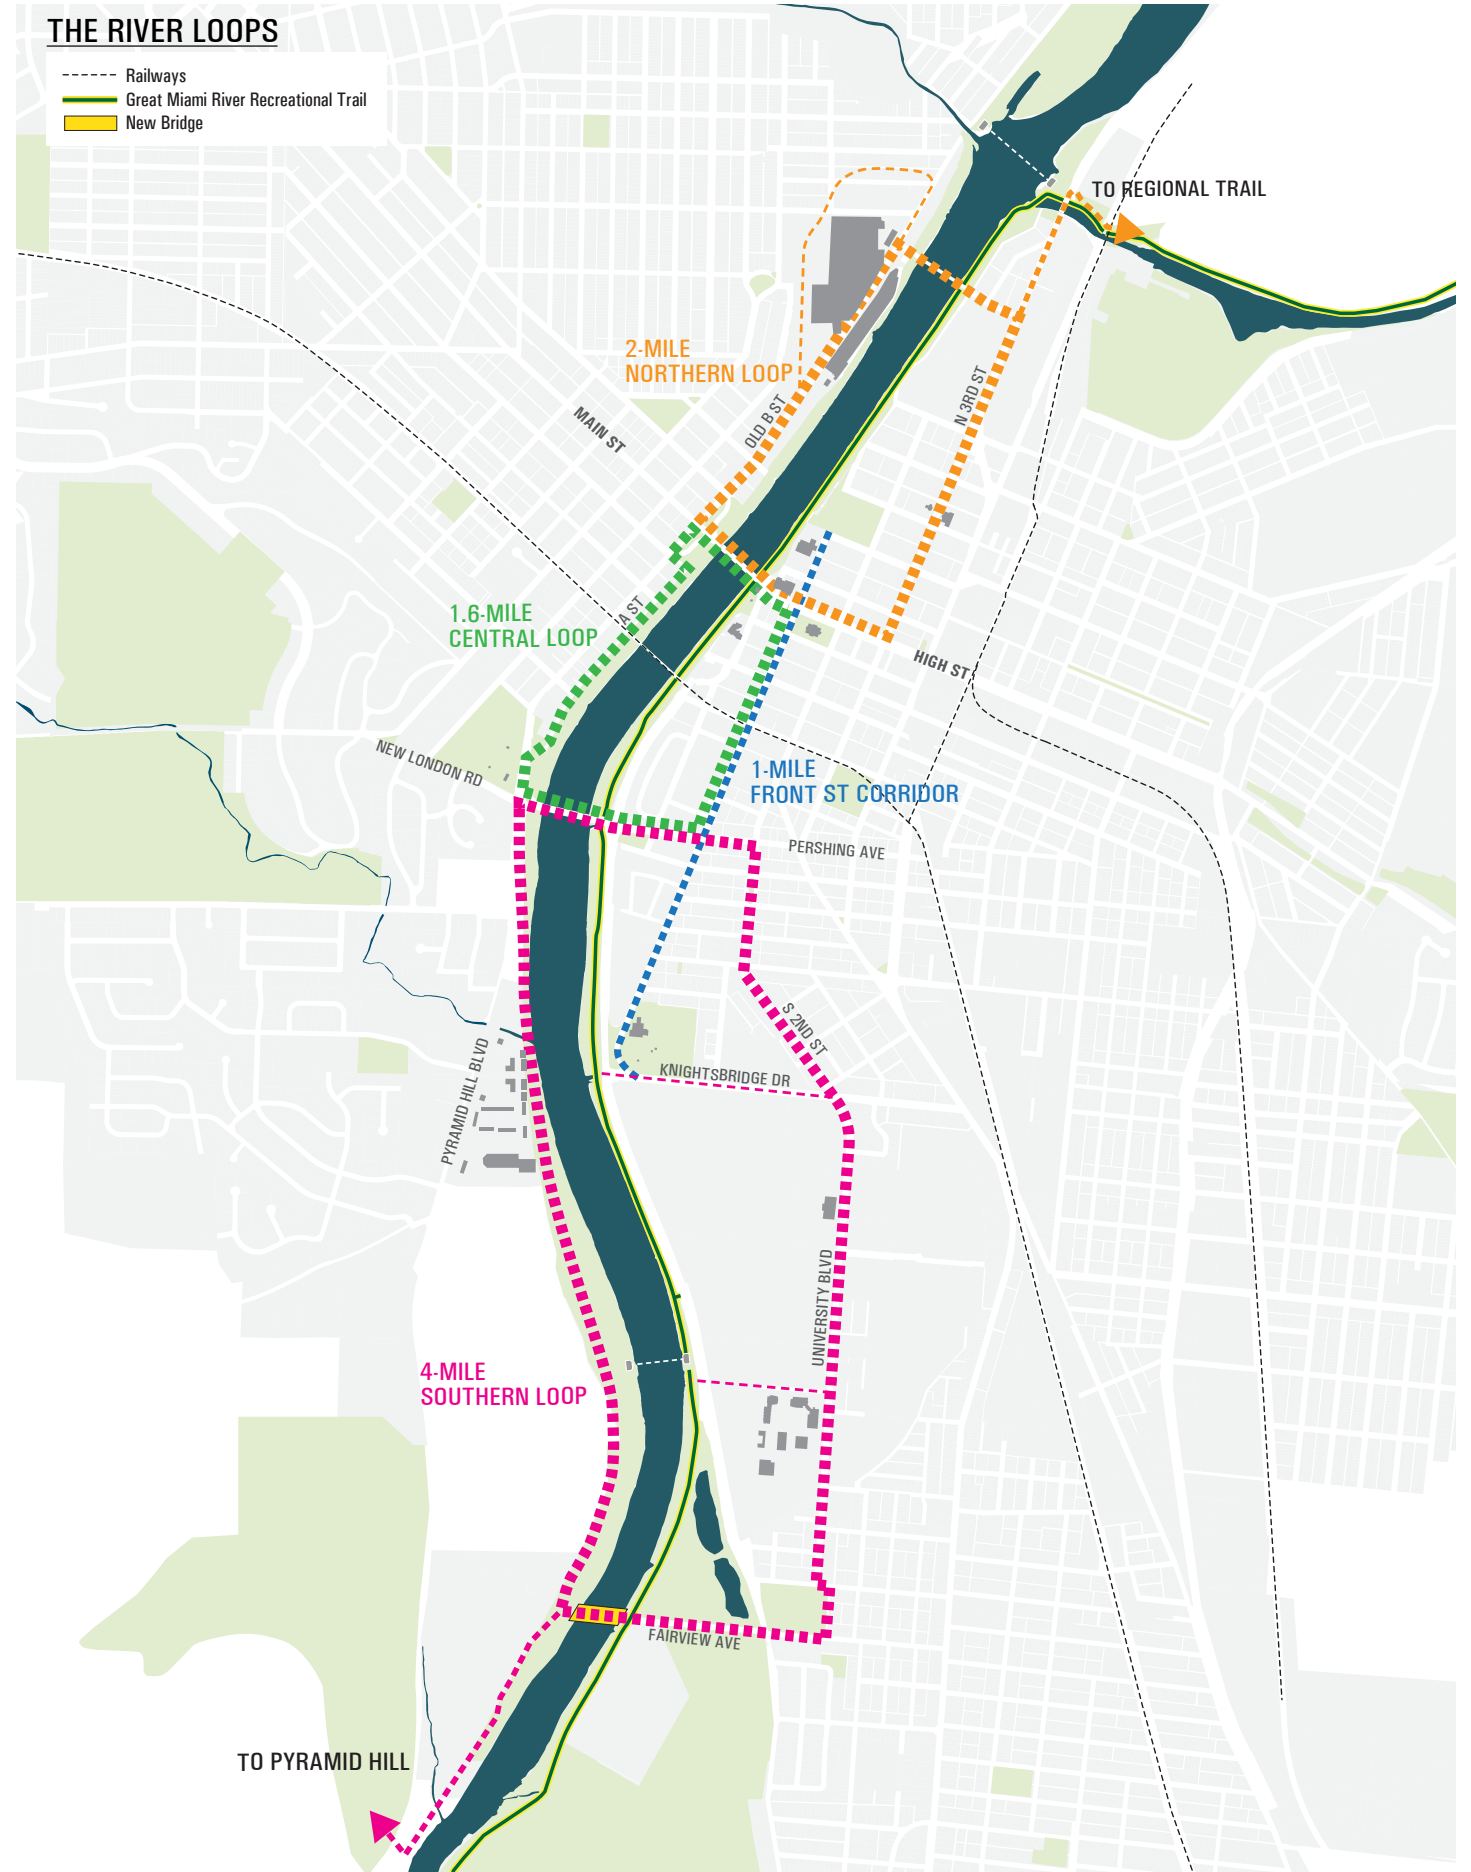 THE RIVER LOOPS
Railways
Great Miami River Recreational Trail
New Bridge
TO REGIONAL TRAIL
2-MILE
NORTHERN LOOP
N 3RD ST
OLD B ST
MAIN ST
1.6-MILE
CENTRAL LOOP
A ST
HIGH ST
NEW LONDON RD
1-MILE
FRONT ST CORRIDOR
PERSHING AVE
S 2ND ST
KNIGHTSBRIDGE DR
PYRAMID HILL BLVD
UNIVERSITY BLVD
4-MILE
SOUTHERN LOOP
FAIRVIEW AVE
TO PYRAMID HILL